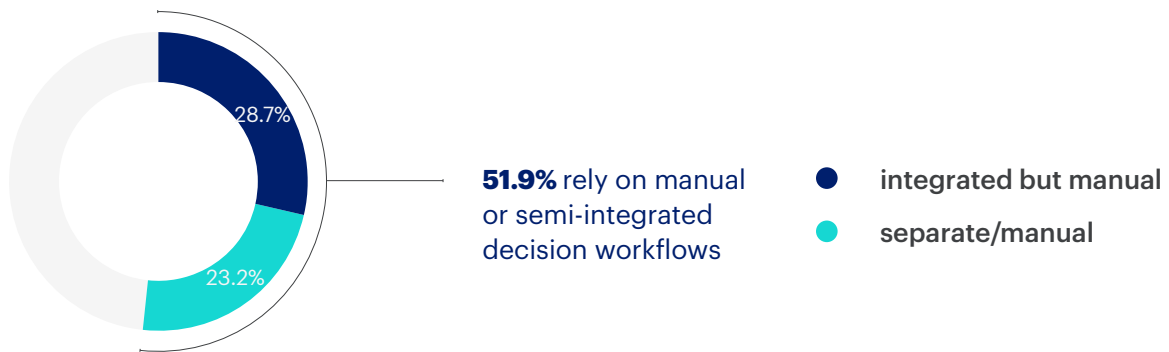 28.7%
23.2%
51.9% rely on manual
or semi-integrated
decision workflows
integrated but manual
separate/manual